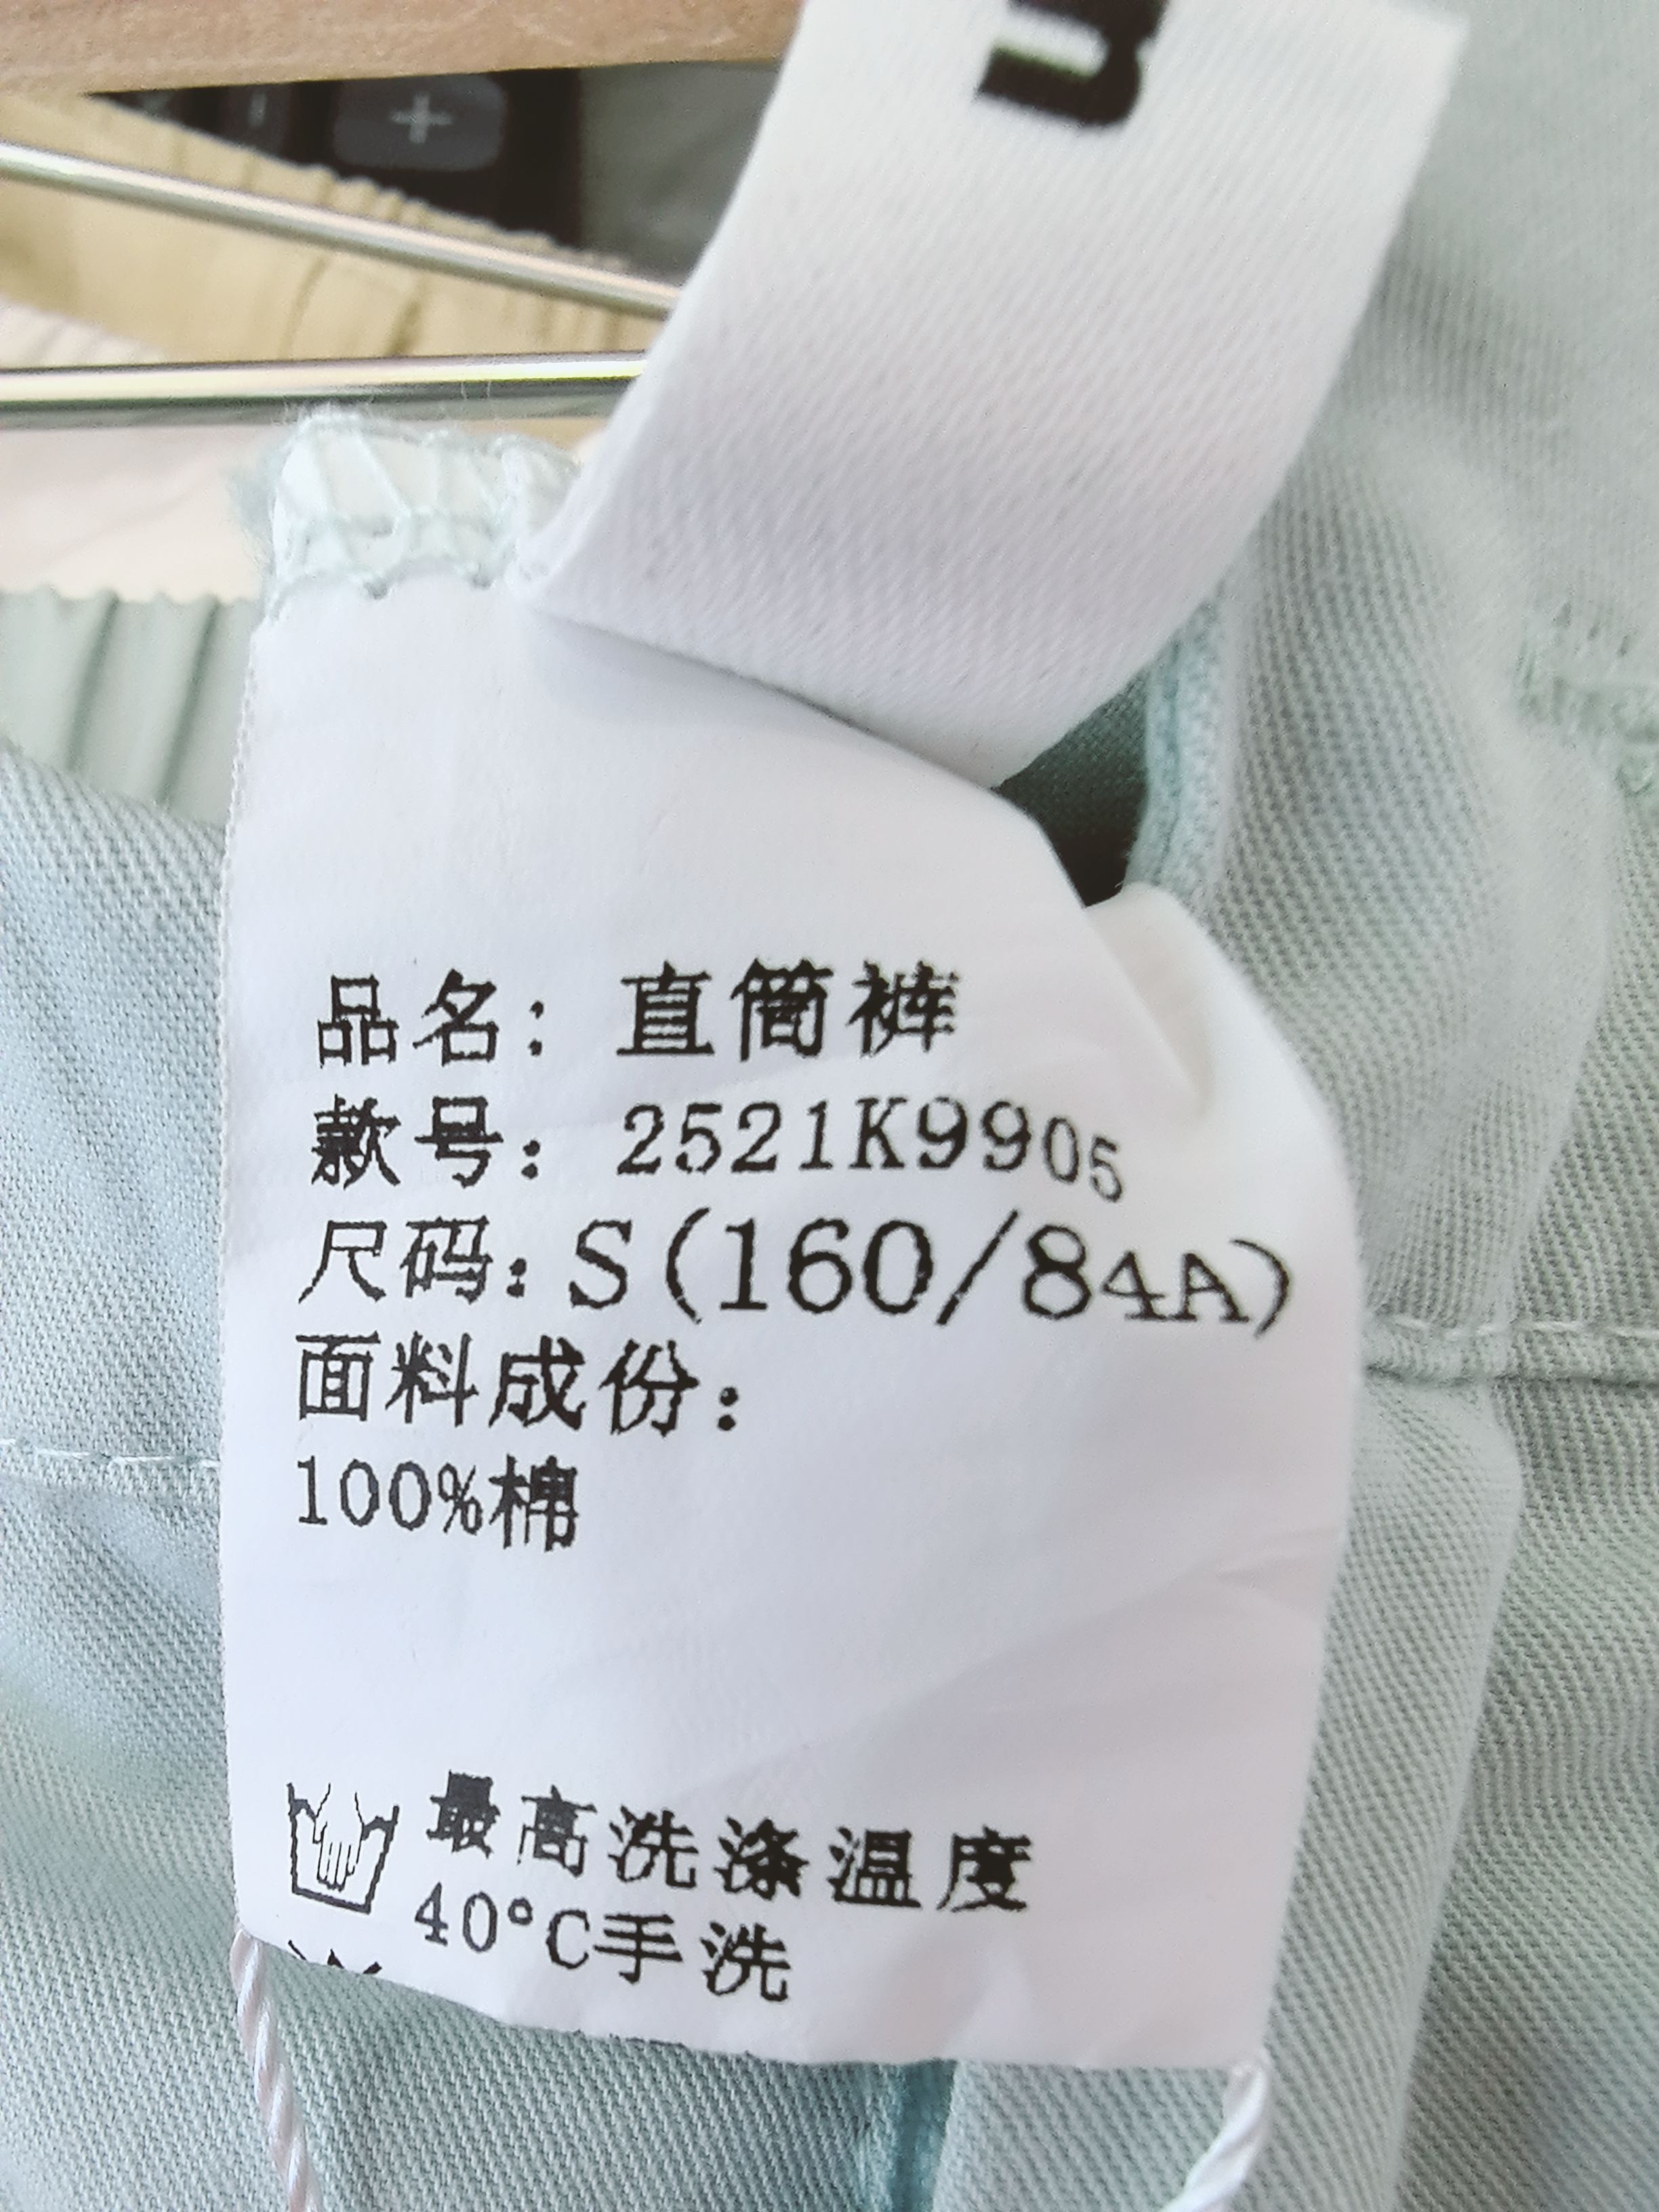 品名：直筒裤
款号：2521K9905
尺码：S(160/84A)
面料成份：
100%棉
最高洗涤温度
40°C手洗